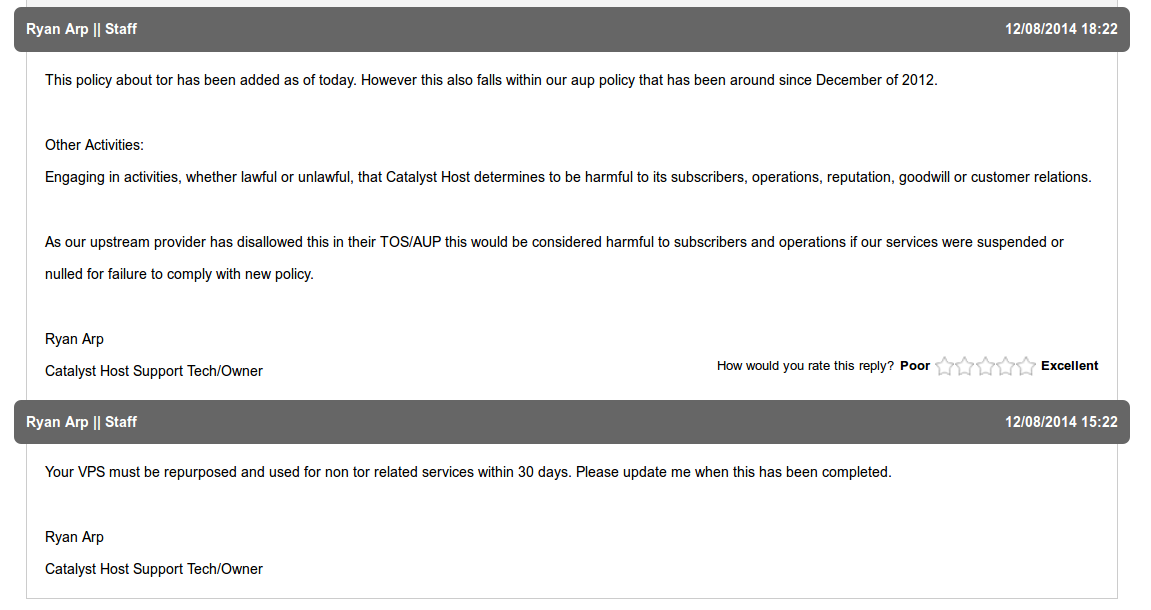 Ryan Arp || Staff 12/08/2014 18:22
This policy about tor has been added as of today. However this also falls within our aup policy that has been around since December of 2012.
Other Activities:
Engaging in activities, whether lawful or unlawful, that Catalyst Host determines to be harmful to its subscribers, operations, reputation, goodwill or customer relations.
As our upstream provider has disallowed this in their TOS/AUP this would be considered harmful to subscribers and operations if our services were suspended or
nulled for failure to comply with new policy.
Ryan Arp
Catalyst Host Support Tech/Owner
How would you rate this reply? Poor Excellent
Ryan Arp || Staff 12/08/2014 15:22
Your VPS must be repurposed and used for non tor related services within 30 days. Please update me when this has been completed.
Ryan Arp
Catalyst Host Support Tech/Owner